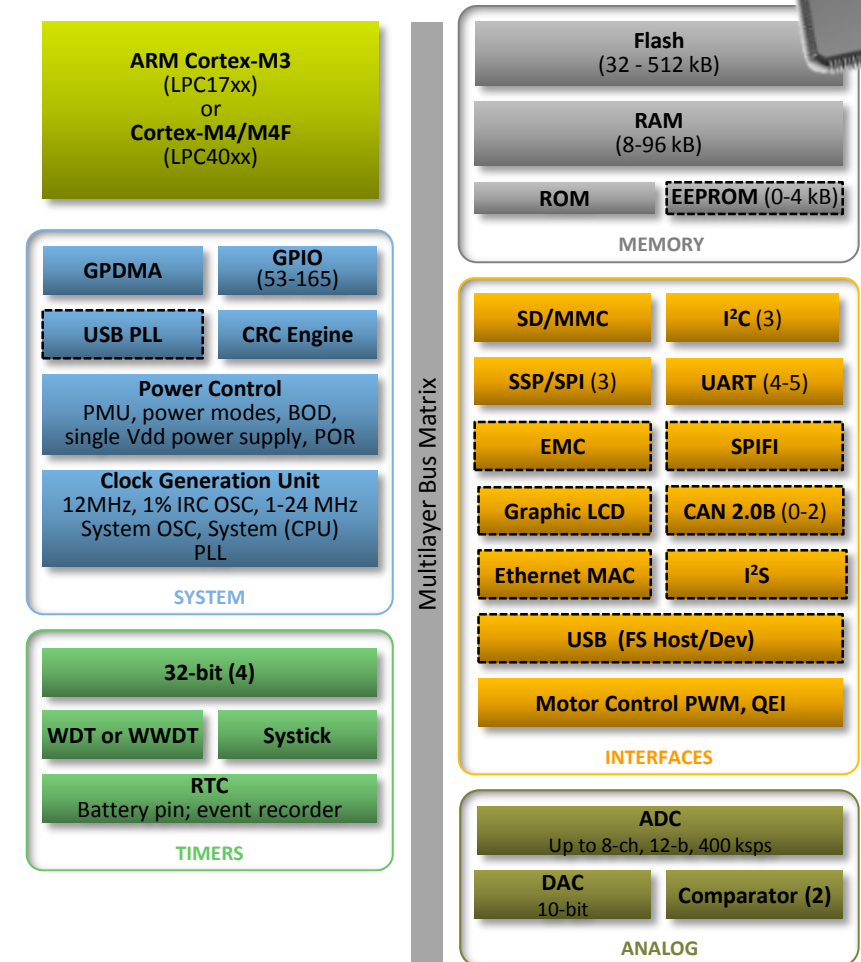 ARM Cortex-M3
(LPC17xx)
or
Cortex-M4/M4F
(LPC40xx)
GPDMA
GPIO
(53-165)
USB PLL
CRC Engine
Power Control
PMU, power modes, BOD,
single Vdd power supply, POR
Clock Generation Unit
12MHz, 1% IRC OSC, 1-24 MHz
System OSC, System (CPU)
PLL
SYSTEM
32-bit (4)
WDT or WWDT
Systick
RTC
Battery pin; event recorder
TIMERS
Multilayer Bus Matrix
Flash
(32 - 512 kB)
RAM
(8-96 kB)
ROM
EEPROM (0-4 kB)
MEMORY
SD/MMC
I²C (3)
SSP/SPI (3)
UART (4-5)
EMC
SPIFI
Graphic LCD
CAN 2.0B (0-2)
Ethernet MAC
I²S
USB (FS Host/Dev)
Motor Control PWM, QEI
INTERFACES
ADC
Up to 8-ch, 12-b, 400 ksps
DAC
10-bit
Comparator (2)
ANALOG